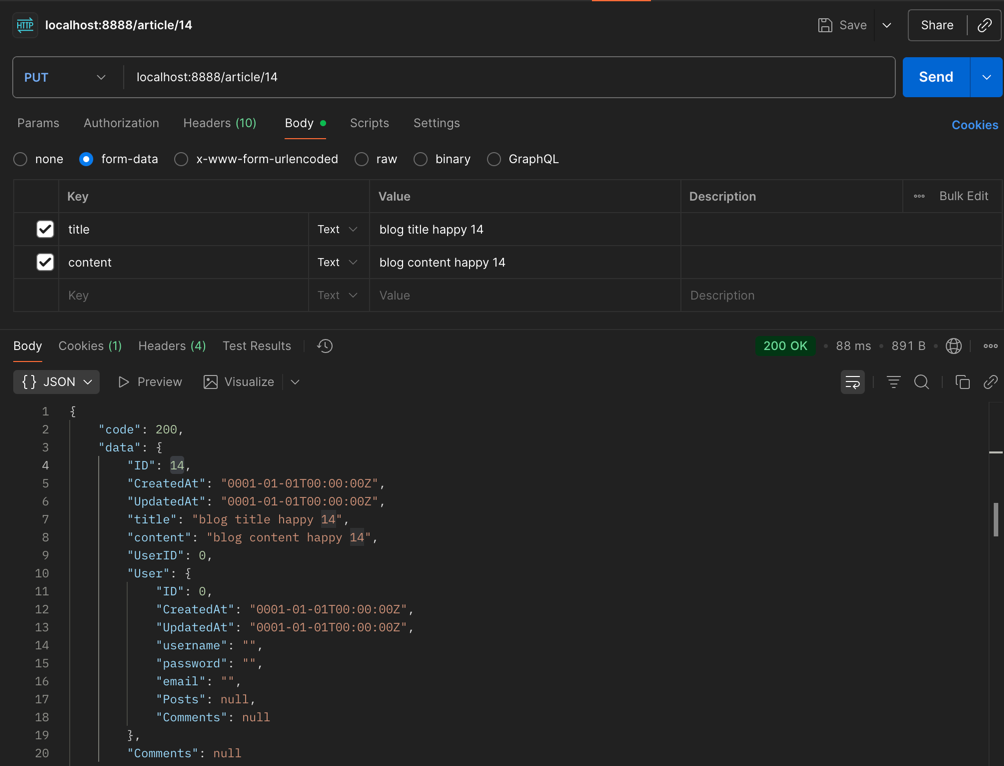 HTTP localhost:8888/article/14 Save Share
PUT localhost:8888/article/14 Send
Params Authorization Headers (10) Body Scripts Settings Cookies
none form-data x-www-form-urlencoded raw binary GraphQL
Key Value Description Bulk Edit
title Text blog title happy 14
content Text blog content happy 14
Key Text Value Description
Body Cookies (1) Headers (4) Test Results 200 OK • 88 ms • 891 B •
{} JSON Preview Visualize
1 {
2 "code": 200,
3 "data": {
4 "ID": 14,
5 "CreatedAt": "0001-01-01T00:00:00Z",
6 "UpdatedAt": "0001-01-01T00:00:00Z",
7 "title": "blog title happy 14",
8 "content": "blog content happy 14",
9 "UserID": 0,
10 "User": {
11 "ID": 0,
12 "CreatedAt": "0001-01-01T00:00:00Z",
13 "UpdatedAt": "0001-01-01T00:00:00Z",
14 "username": "",
15 "password": "",
16 "email": "",
17 "Posts": null,
18 "Comments": null
19 },
20 "Comments": null